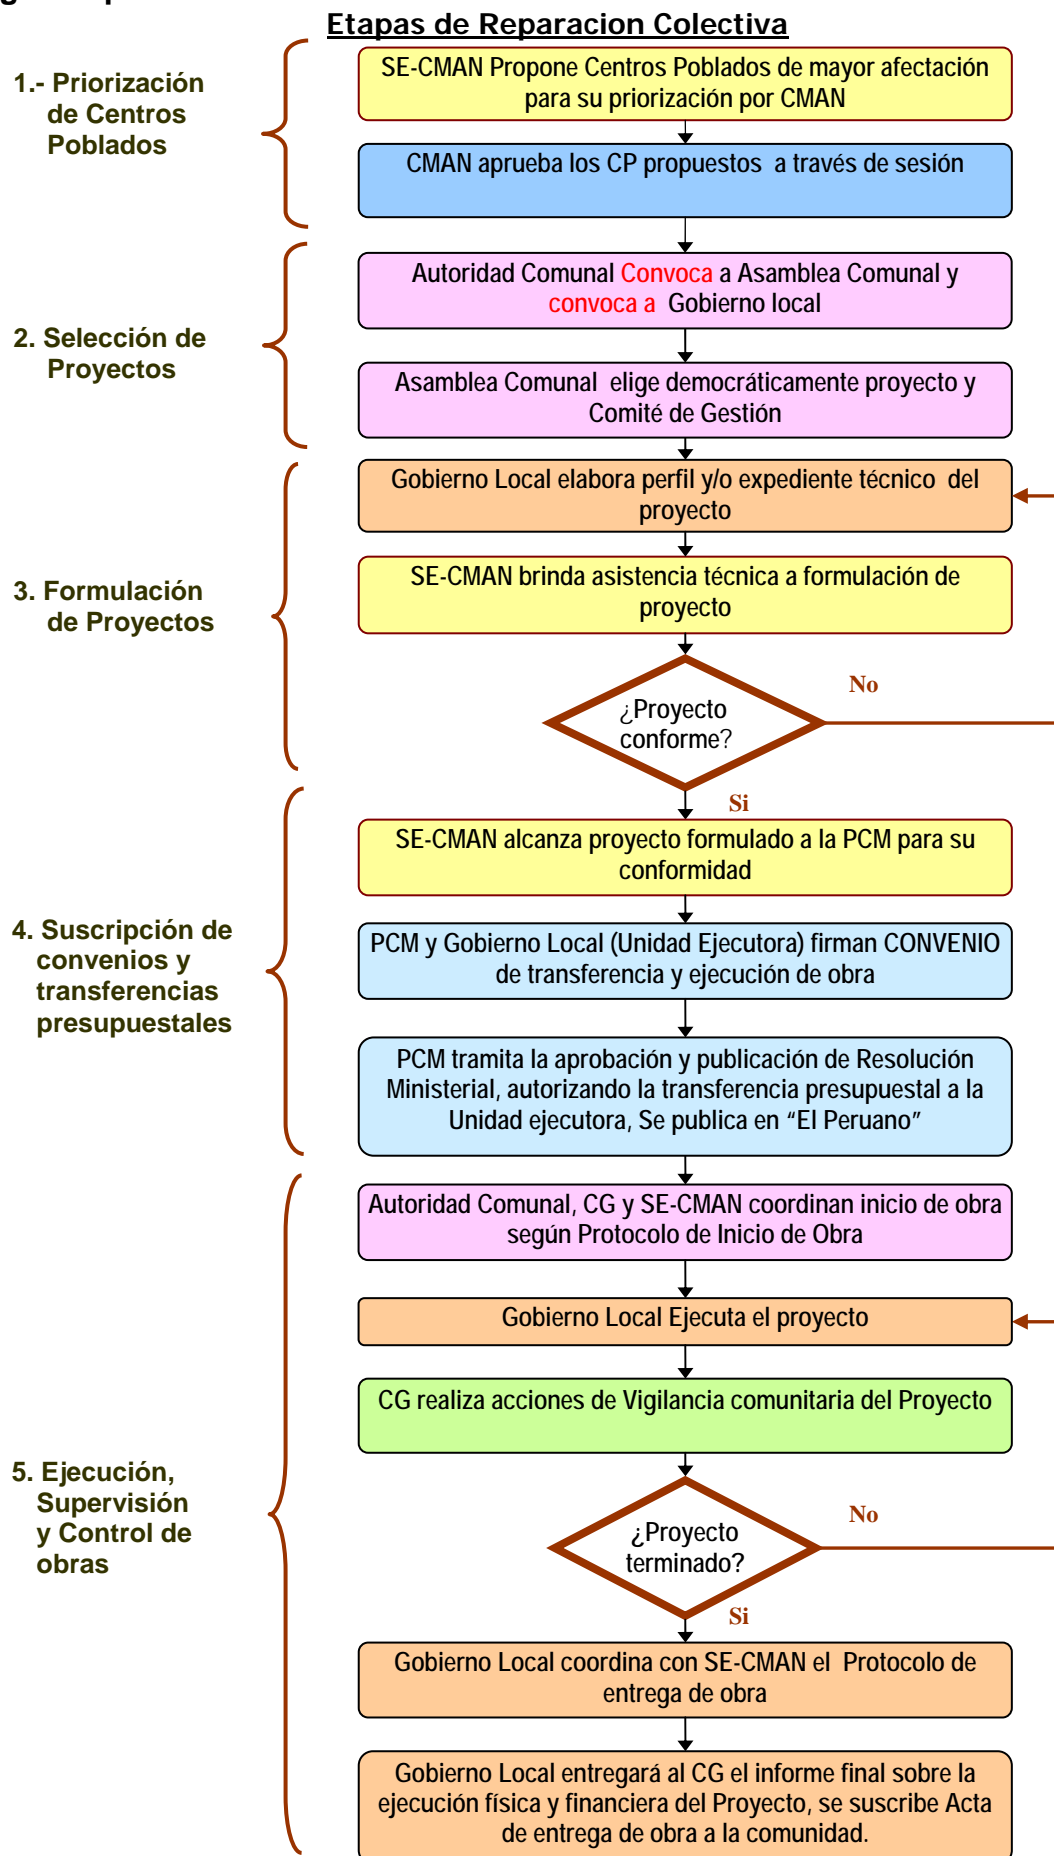 Etapas de Reparacion Colectiva
1.- Priorización
de Centros
Poblados
SE-CMAN Propone Centros Poblados de mayor afectación
para su priorización por CMAN
CMAN aprueba los CP propuestos a través de sesión
2. Selección de
Proyectos
Autoridad Comunal Convoca a Asamblea Comunal y
convoca a Gobierno local
Asamblea Comunal elige democráticamente proyecto y
Comité de Gestión
3. Formulación
de Proyectos
Gobierno Local elabora perfil y/o expediente técnico del
proyecto
SE-CMAN brinda asistencia técnica a formulación de
proyecto
¿Proyecto
conforme?
No
Si
4. Suscripción de
convenios y
transferencias
presupuestales
SE-CMAN alcanza proyecto formulado a la PCM para su
conformidad
PCM y Gobierno Local (Unidad Ejecutora) firman CONVENIO
de transferencia y ejecución de obra
PCM tramita la aprobación y publicación de Resolución
Ministerial, autorizando la transferencia presupuestal a la
Unidad ejecutora, Se publica en “El Peruano”
5. Ejecución,
Supervisión
y Control de
obras
Autoridad Comunal, CG y SE-CMAN coordinan inicio de obra
según Protocolo de Inicio de Obra
Gobierno Local Ejecuta el proyecto
CG realiza acciones de Vigilancia comunitaria del Proyecto
¿Proyecto
terminado?
No
Si
Gobierno Local coordina con SE-CMAN el Protocolo de
entrega de obra
Gobierno Local entregará al CG el informe final sobre la
ejecución física y financiera del Proyecto, se suscribe Acta
de entrega de obra a la comunidad.